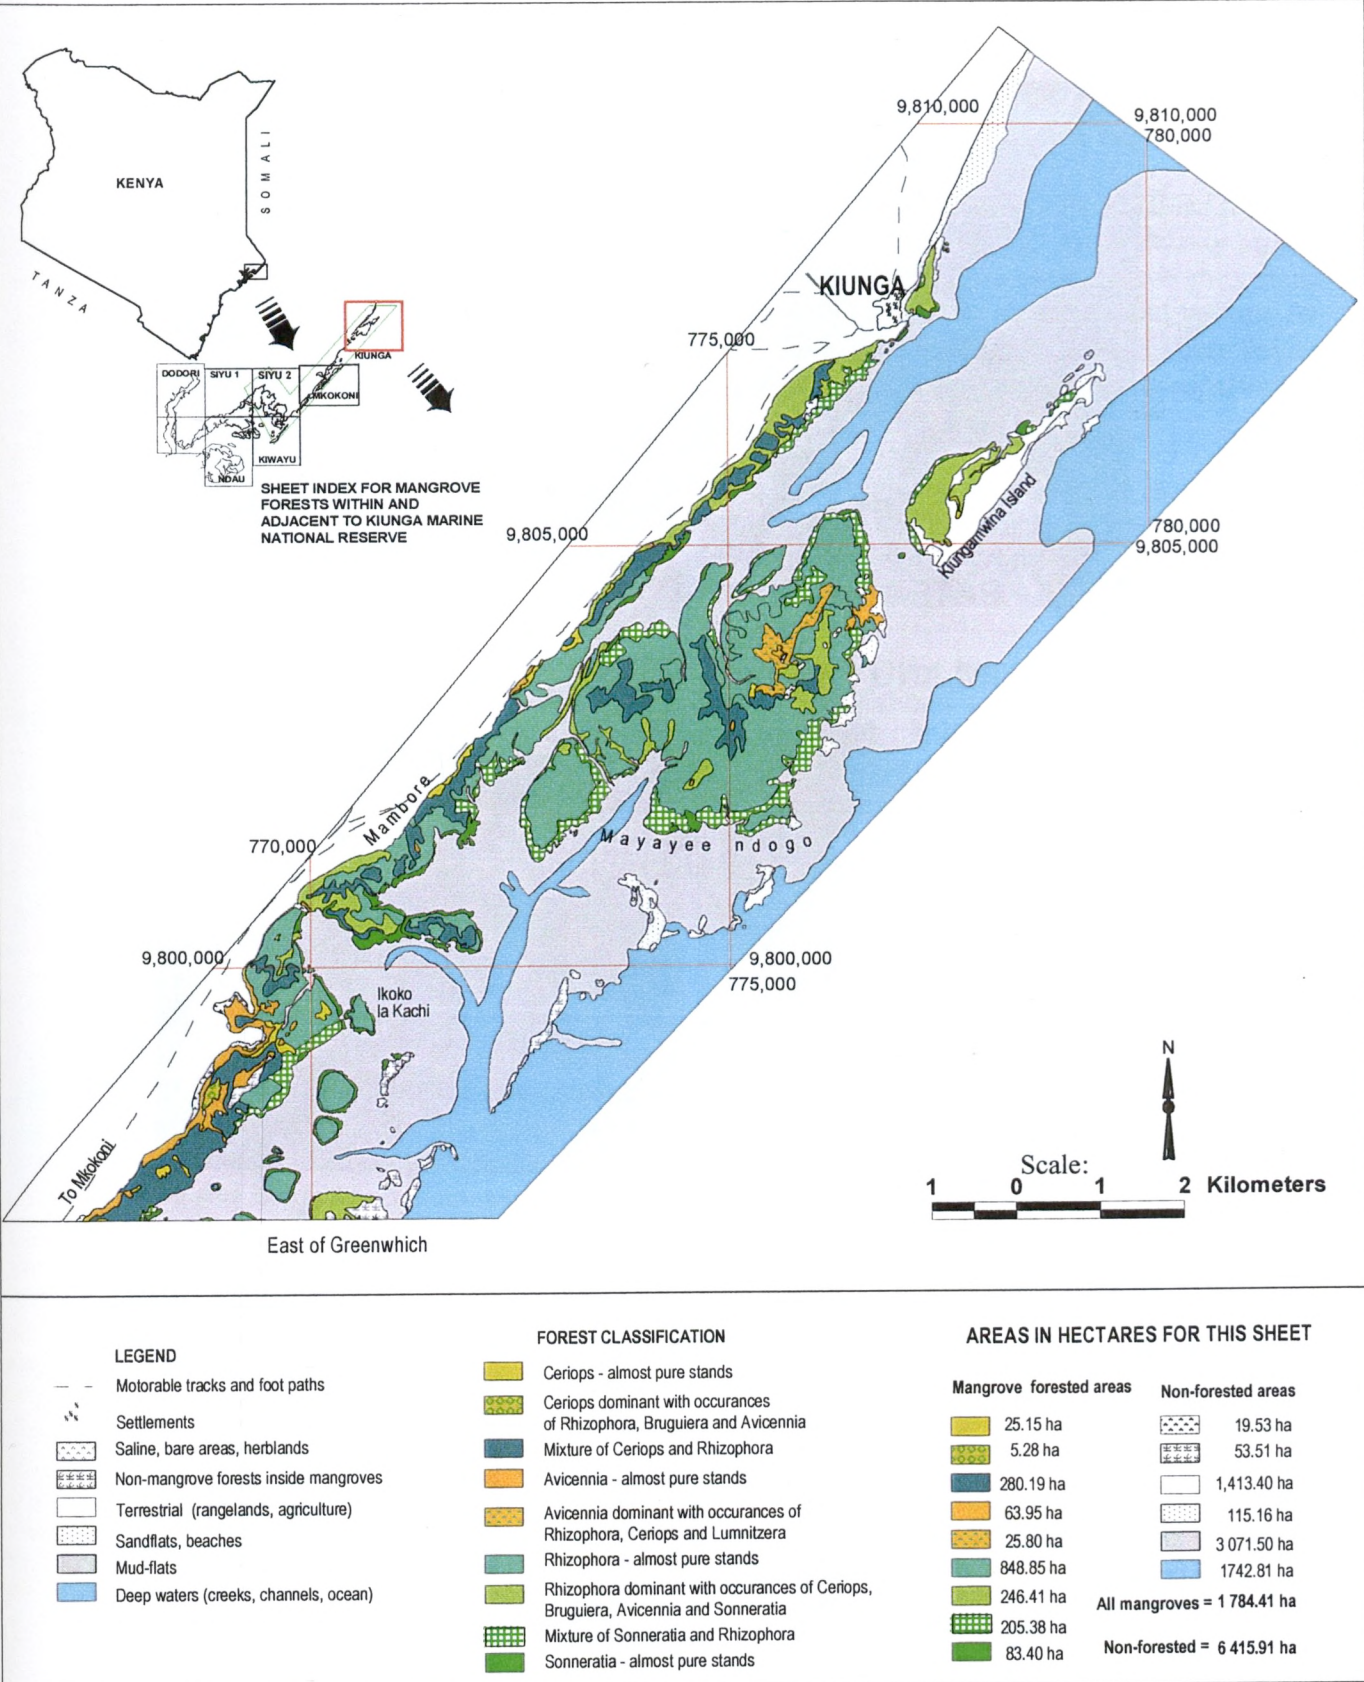 KENYA
SOMALI
TANZA
DODORI
SIYU 1
SIYU 2
KIUNGA
MKOKONI
KIWAYU
NDAU
SHEET INDEX FOR MANGROVE
FORESTS WITHIN AND
ADJACENT TO KIUNGA MARINE
NATIONAL RESERVE
9,810,000
9,810,000
780,000
KIUNGA
775,000
9,805,000
780,000
9,805,000
Kiungamwina Island
Mambore
770,000
Mayayee ndogo
9,800,000
9,800,000
775,000
Ikoko
la Kachi
To Mkokoni
East of Greenwhich
N
Scale:
1 0 1 2 Kilometers
LEGEND
Motorable tracks and foot paths
Settlements
Saline, bare areas, herblands
Non-mangrove forests inside mangroves
Terrestrial (rangelands, agriculture)
Sandflats, beaches
Mud-flats
Deep waters (creeks, channels, ocean)
FOREST CLASSIFICATION
Ceriops - almost pure stands
Ceriops dominant with occurances
of Rhizophora, Bruguiera and Avicennia
Mixture of Ceriops and Rhizophora
Avicennia - almost pure stands
Avicennia dominant with occurances of
Rhizophora, Ceriops and Lumnitzera
Rhizophora - almost pure stands
Rhizophora dominant with occurances of Ceriops,
Bruguiera, Avicennia and Sonneratia
Mixture of Sonneratia and Rhizophora
Sonneratia - almost pure stands
AREAS IN HECTARES FOR THIS SHEET
Mangrove forested areas
25.15 ha
5.28 ha
280.19 ha
63.95 ha
25.80 ha
848.85 ha
246.41 ha
205.38 ha
83.40 ha
Non-forested areas
19.53 ha
53.51 ha
1,413.40 ha
115.16 ha
3 071.50 ha
1742.81 ha
All mangroves = 1 784.41 ha
Non-forested = 6 415.91 ha